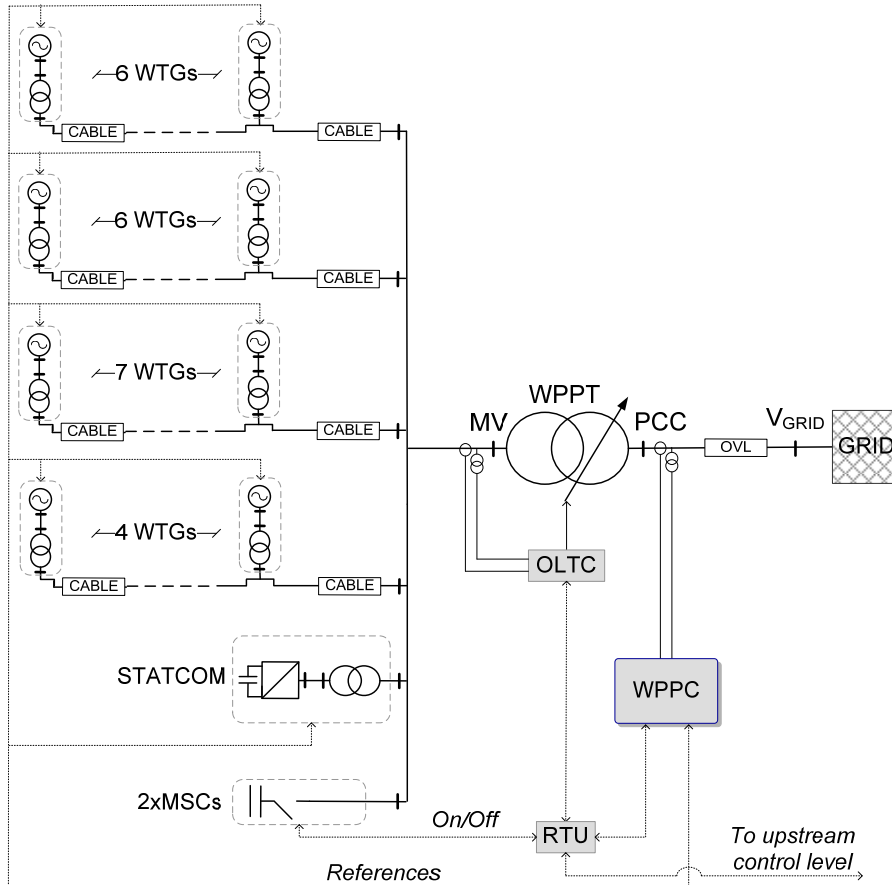 6 WTGs
CABLE
CABLE
6 WTGs
CABLE
CABLE
7 WTGs
CABLE
CABLE
WPPT
MV
PCC
VGRID
OVL
GRID
4 WTGs
OLTC
CABLE
CABLE
STATCOM
WPPC
2xMSCs
On/Off
RTU
To upstream
control level
References